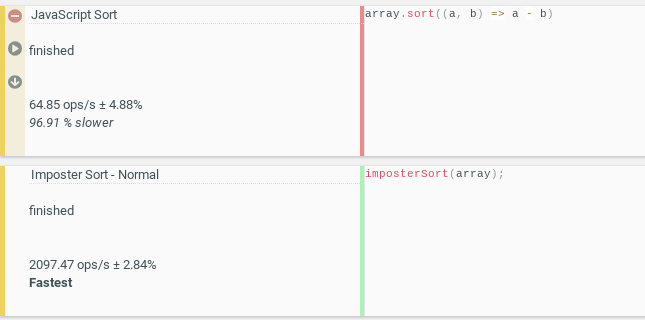 JavaScript Sort
array.sort((a, b) => a - b)
finished
64.85 ops/s ± 4.88%
96.91 % slower
Imposter Sort - Normal
imposterSort(array);
finished
2097.47 ops/s ± 2.84%
Fastest